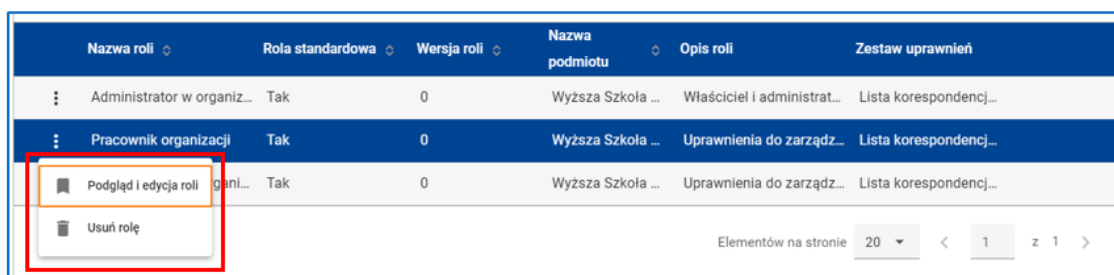 Nazwa roli Rola standardowa Wersja roli Nazwa podmiotu Opis roli Zestaw uprawnień
Administrator w organiz... Tak 0 Wyższa Szkoła ... Właściciel i administrat... Lista korespondencj...
Pracownik organizacji Tak 0 Wyższa Szkoła ... Uprawnienia do zarządz... Lista korespondencj...
Podgląd i edycja roli
gani... Tak 0 Wyższa Szkoła ... Uprawnienia do zarządz... Lista korespondencj...
Usuń rolę
Elementów na stronie 20 1 z 1